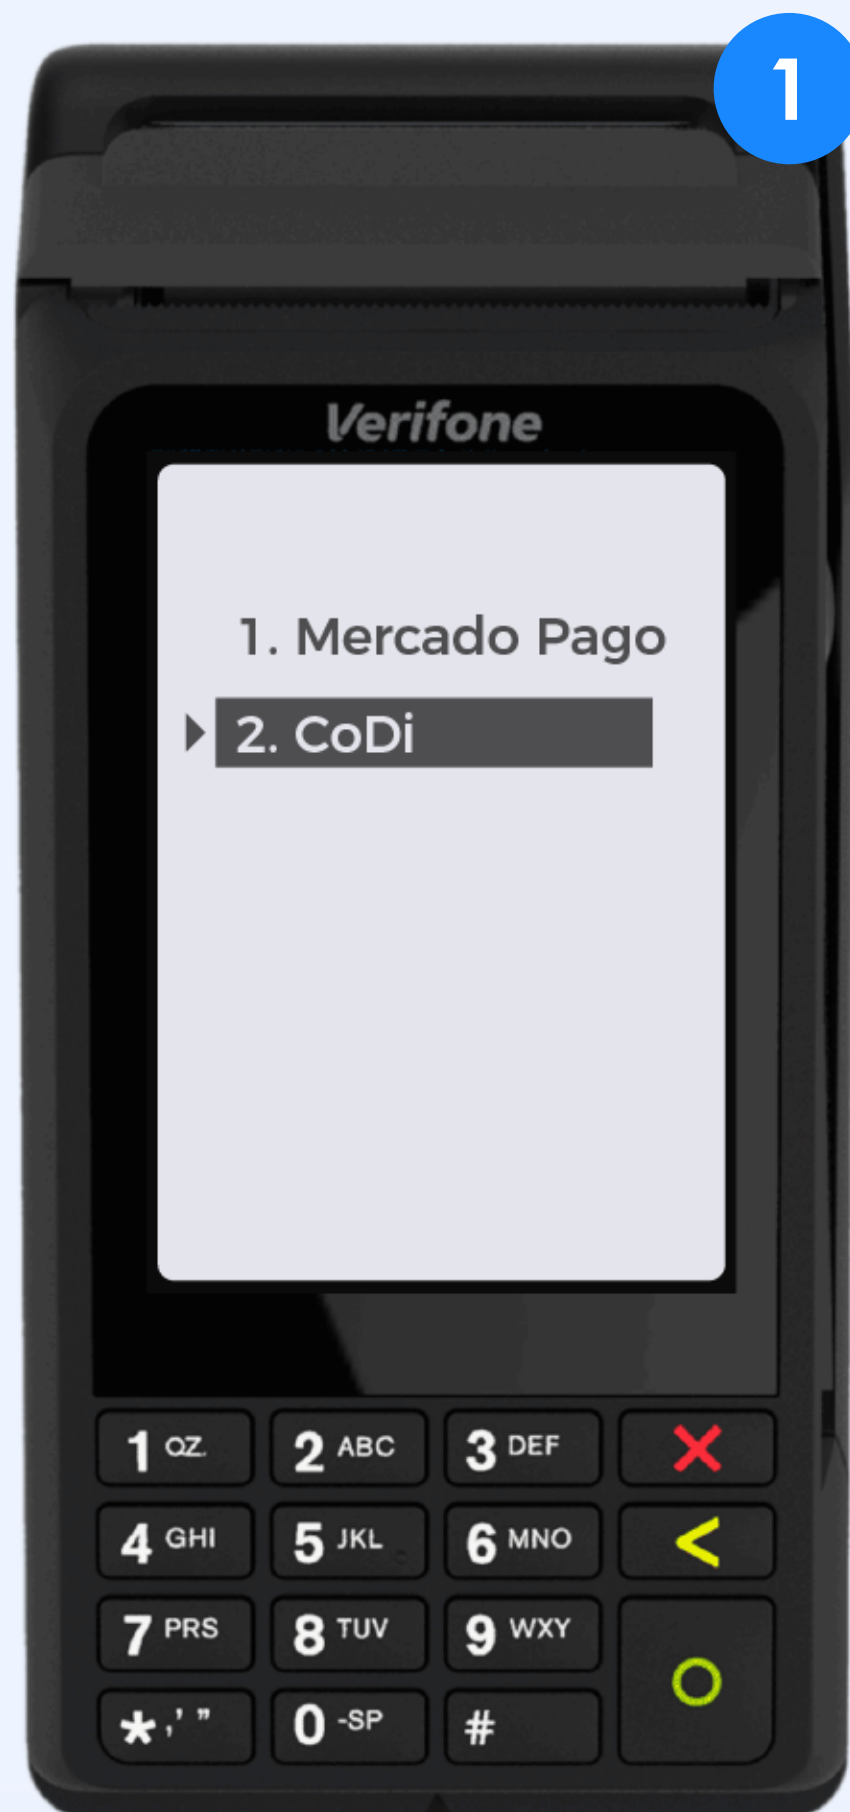 1
Verifone
1. Mercado Pago
2. CoDi
1 QZ. 2 ABC 3 DEF
4 GHI 5 JKL 6 MNO <
7 PRS 8 TUV 9 WXY
* ,' " 0 -SP #